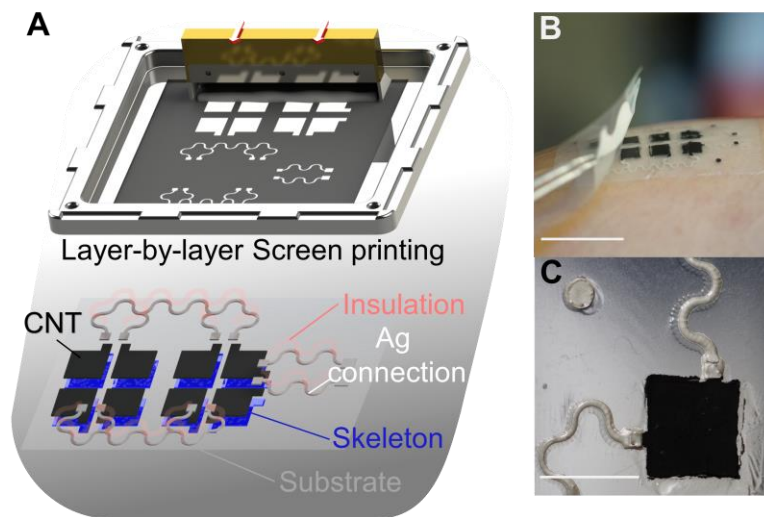 A
B
Layer-by-layer Screen printing
C
CNT
Insulation
Ag
connection
Skeleton
Substrate